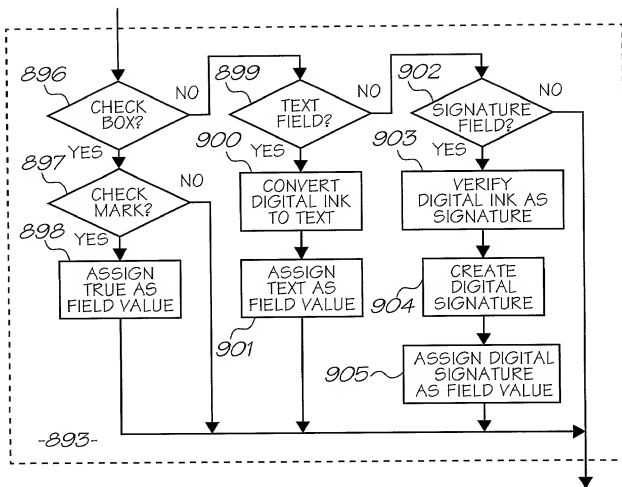 896
CHECK
BOX?
NO
YES
897
CHECK
MARK?
NO
YES
898
ASSIGN
TRUE AS
FIELD VALUE
899
TEXT
FIELD?
NO
YES
900
CONVERT
DIGITAL INK
TO TEXT
ASSIGN
TEXT AS
FIELD VALUE
901
902
SIGNATURE
FIELD?
NO
YES
903
VERIFY
DIGITAL INK AS
SIGNATURE
CREATE
DIGITAL
SIGNATURE
904
ASSIGN DIGITAL
SIGNATURE
AS FIELD VALUE
905
-893-